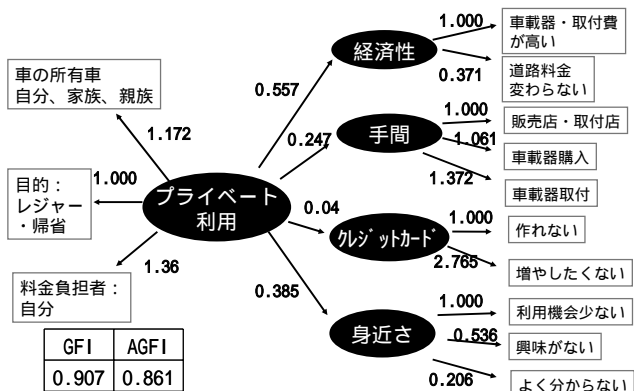 1.000
車載器・取付費
が高い
経済性
0.371
道路料金
変わらない
車の所有車
自分、家族、親族
0.557
1.172
1.000
販売店・取付店
0.247
手間
1.061
車載器購入
1.372
車載器取付
目的：
レジャー
・帰省
1.000
プライベート
利用
0.04
クレジットカード
1.000
作れない
2.765
増やしたくない
1.36
0.385
料金負担者：
自分
身近さ
1.000
利用機会少ない
0.536
興味がない
0.206
よく分からない
GFI AGFI
0.907 0.861